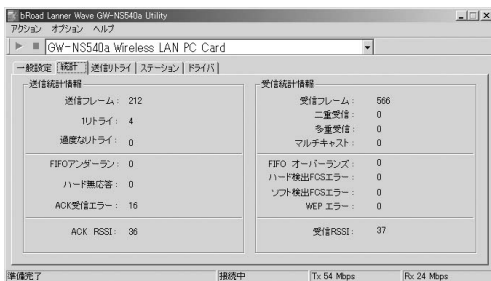 bRoad Lanner Wave GW-NS540a Utility
アクション オプション ヘルプ
GW-NS540a Wireless LAN PC Card
一般設定 統計 送信リトライ ステーション ドライバ
送信統計情報
送信フレーム: 212
1リトライ: 4
過度なリトライ: 0
FIFOアンダーラン: 0
ハード無応答: 0
ACK受信エラー: 16
ACK RSSI: 36
受信統計情報
受信フレーム: 566
二重受信: 0
多重受信: 0
マルチキャスト: 0
FIFO オーバーランズ: 0
ハード検出FCSエラー: 0
ソフト検出FCSエラー: 0
WEP エラー: 0
受信RSSI: 37
準備完了 接続中 Tx 54 Mbps Rx 24 Mbps